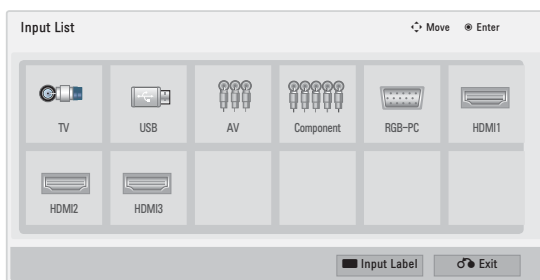 Input List
Move Enter
TV USB AV Component RGB-PC HDMI1
HDMI2 HDMI3
Input Label Exit